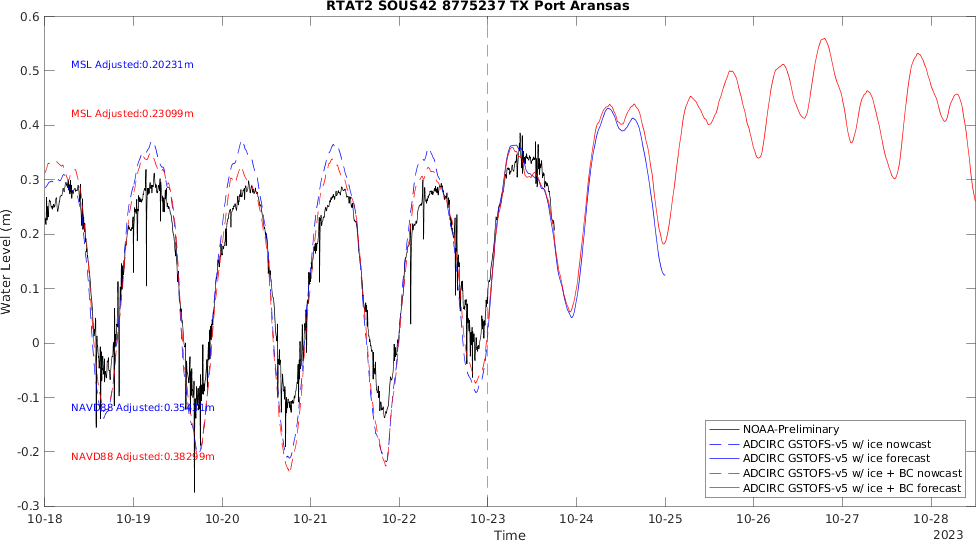 RTAT2 SOUS42 8775237 TX Port Aransas
0.6
0.5
0.4
0.3
0.2
0.1
0
-0.1
-0.2
-0.3
Water Level (m)
MSL Adjusted:0.20231m
MSL Adjusted:0.23099m
NAVD88 Adjusted:
NAVD88 Adjusted:0.38299m
NOAA-Preliminary
ADCIRC GSTOFS-v5 w/ ice nowcast
ADCIRC GSTOFS-v5 w/ ice forecast
ADCIRC GSTOFS-v5 w/ ice + BC nowcast
ADCIRC GSTOFS-v5 w/ ice + BC forecast
10-18 10-19 10-20 10-21 10-22 10-23 10-24 10-25 10-26 10-27 10-28
Time
2023